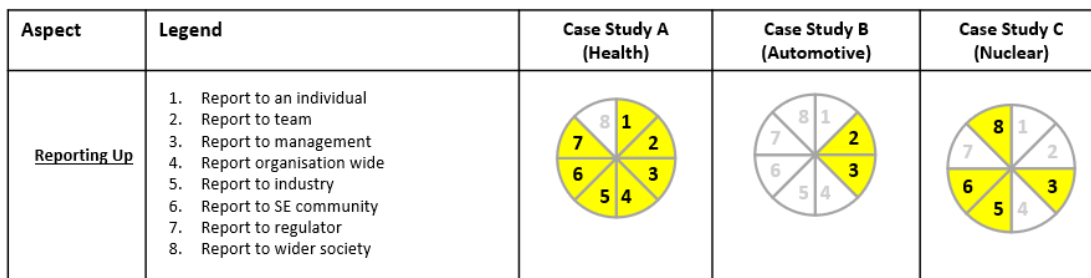 Aspect Legend Case Study A (Health) Case Study B (Automotive) Case Study C (Nuclear)
Reporting Up
1. Report to an individual
2. Report to team
3. Report to management
4. Report organisation wide
5. Report to industry
6. Report to SE community
7. Report to regulator
8. Report to wider society
8 1
7 2
6 3
5 4
8 1
7 2
6 3
5 4
8 1
7 2
6 3
5 4